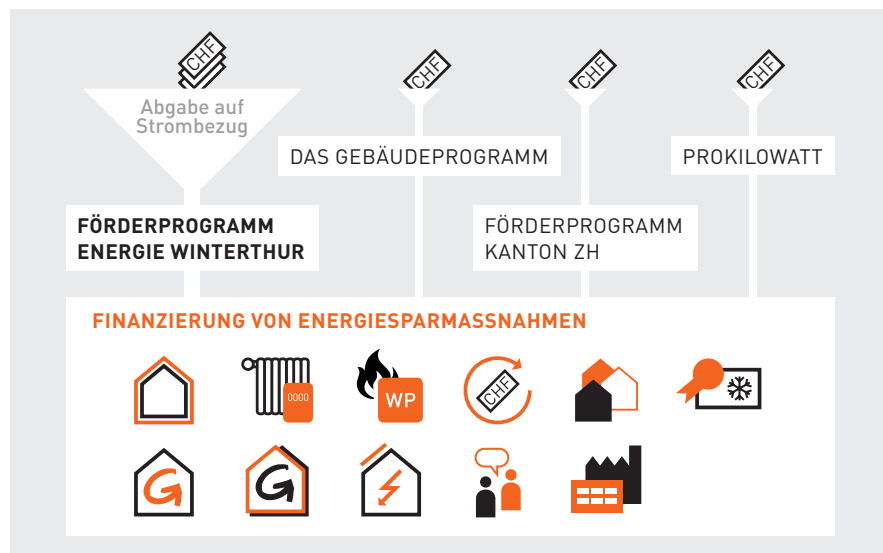 CHF
CHF
CHF
CHF
Abgabe auf
Strombezug
DAS GEBÄUDEPROGRAMM
PROKILOWATT
FÖRDERPROGRAMM
ENERGIE WINTERTHUR
FÖRDERPROGRAMM
KANTON ZH
FINANZIERUNG VON ENERGIESPARMASSNAHMEN
0000
WP
CHF
G
G